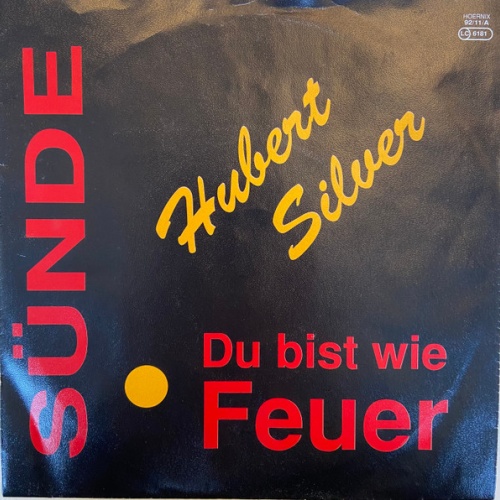 HOERNIX
92/11/A
LC 6181
SÜNDE
Hubert
Silver
Du bist wie
Feuer